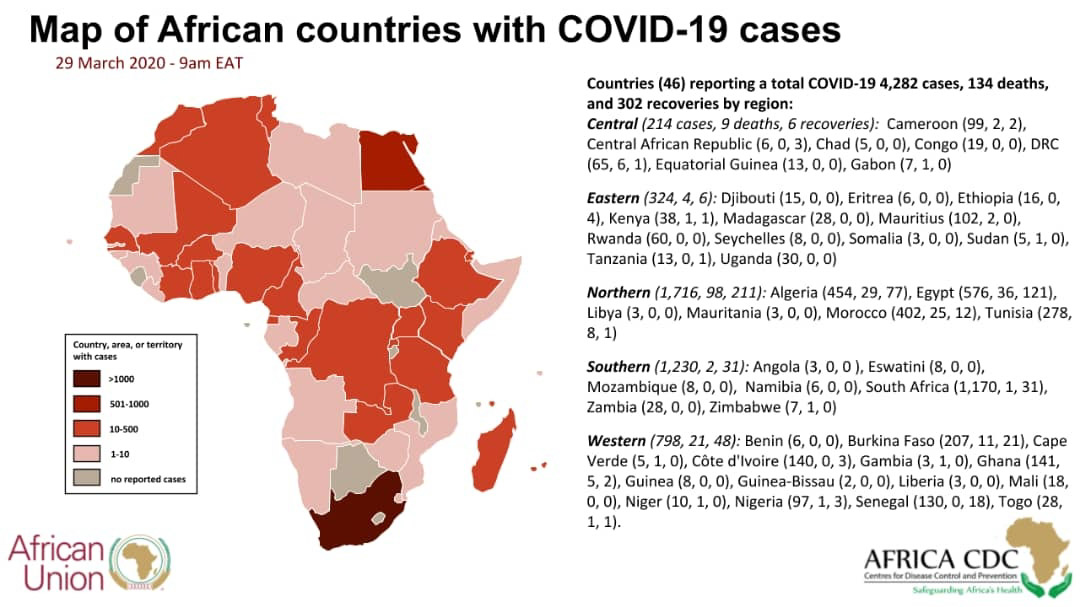 Map of African countries with COVID-19 cases
29 March 2020 - 9am EAT
Countries (46) reporting a total COVID-19 4,282 cases, 134 deaths,
and 302 recoveries by region:
Central (214 cases, 9 deaths, 6 recoveries): Cameroon (99, 2, 2),
Central African Republic (6, 0, 3), Chad (5, 0, 0), Congo (19, 0, 0), DRC
(65, 6, 1), Equatorial Guinea (13, 0, 0), Gabon (7, 1, 0)
Eastern (324, 4, 6): Djibouti (15, 0, 0), Eritrea (6, 0, 0), Ethiopia (16, 0,
4), Kenya (38, 1, 1), Madagascar (28, 0, 0), Mauritius (102, 2, 0),
Rwanda (60, 0, 0), Seychelles (8, 0, 0), Somalia (3, 0, 0), Sudan (5, 1, 0),
Tanzania (13, 0, 1), Uganda (30, 0, 0)
Northern (1,716, 98, 211): Algeria (454, 29, 77), Egypt (576, 36, 121),
Libya (3, 0, 0), Mauritania (3, 0, 0), Morocco (402, 25, 12), Tunisia (278,
8, 1)
Southern (1,230, 2, 31): Angola (3, 0, 0 ), Eswatini (8, 0, 0),
Mozambique (8, 0, 0), Namibia (6, 0, 0), South Africa (1,170, 1, 31),
Zambia (28, 0, 0), Zimbabwe (7, 1, 0)
Western (798, 21, 48): Benin (6, 0, 0), Burkina Faso (207, 11, 21), Cape
Verde (5, 1, 0), Côte d'Ivoire (140, 0, 3), Gambia (3, 1, 0), Ghana (141,
5, 2), Guinea (8, 0, 0), Guinea-Bissau (2, 0, 0), Liberia (3, 0, 0), Mali (18,
0, 0), Niger (10, 1, 0), Nigeria (97, 1, 3), Senegal (130, 0, 18), Togo (28,
1, 1).
Country, area, or territory
with cases
>1000
501-1000
10-500
1-10
no reported cases
African
Union
AFRICA CDC
Centres for Disease Control and Prevention
Safeguarding Africa's Health